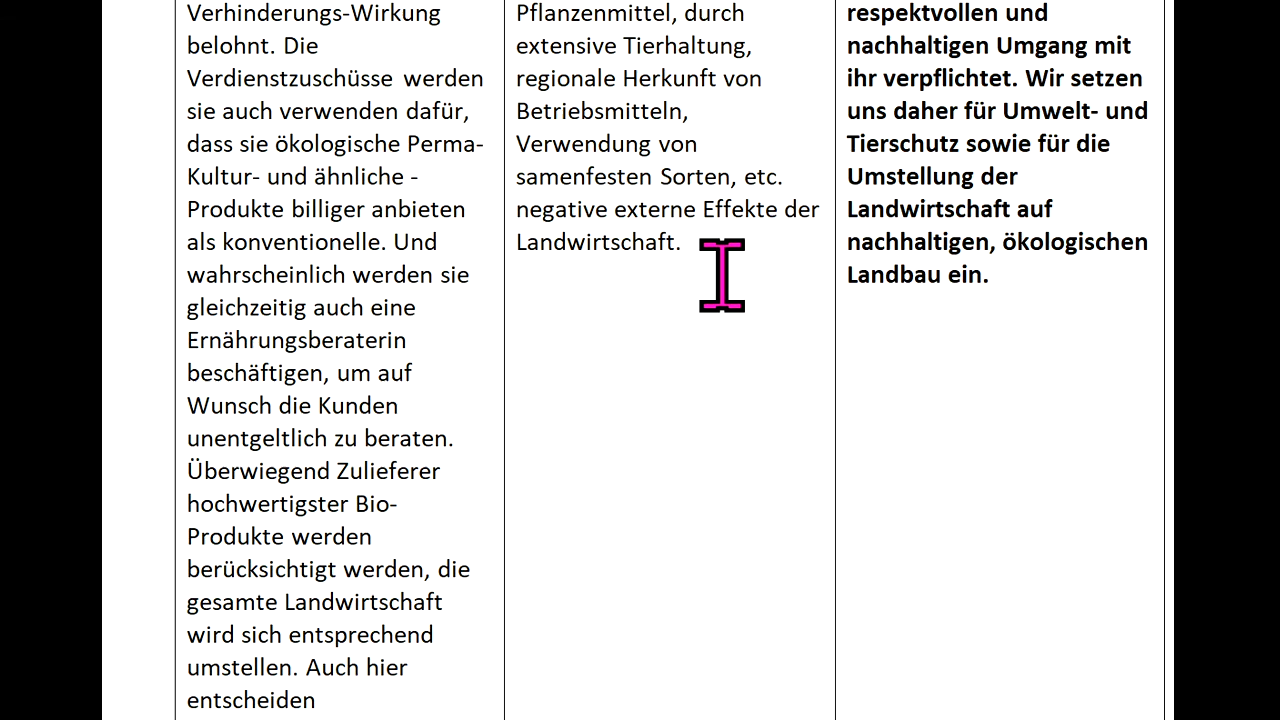 Verhinderungs-Wirkung
belohnt. Die
Verdienstzuschüsse werden
sie auch verwenden dafür,
dass sie ökologische Perma-
Kultur- und ähnliche -
Produkte billiger anbieten
als konventionelle. Und
wahrscheinlich werden sie
gleichzeitig auch eine
Ernährungsberaterin
beschäftigen, um auf
Wunsch die Kunden
unentgeltlich zu beraten.
Überwiegend Zulieferer
hochwertigster Bio-
Produkte werden
berücksichtigt werden, die
gesamte Landwirtschaft
wird sich entsprechend
umstellen. Auch hier
entscheiden
Pflanzenmittel, durch
extensive Tierhaltung,
regionale Herkunft von
Betriebsmitteln,
Verwendung von
samenfesten Sorten, etc.
negative externe Effekte der
Landwirtschaft.
respektvollen und
nachhaltigen Umgang mit
ihr verpflichtet. Wir setzen
uns daher für Umwelt- und
Tierschutz sowie für die
Umstellung der
Landwirtschaft auf
nachhaltigen, ökologischen
Landbau ein.